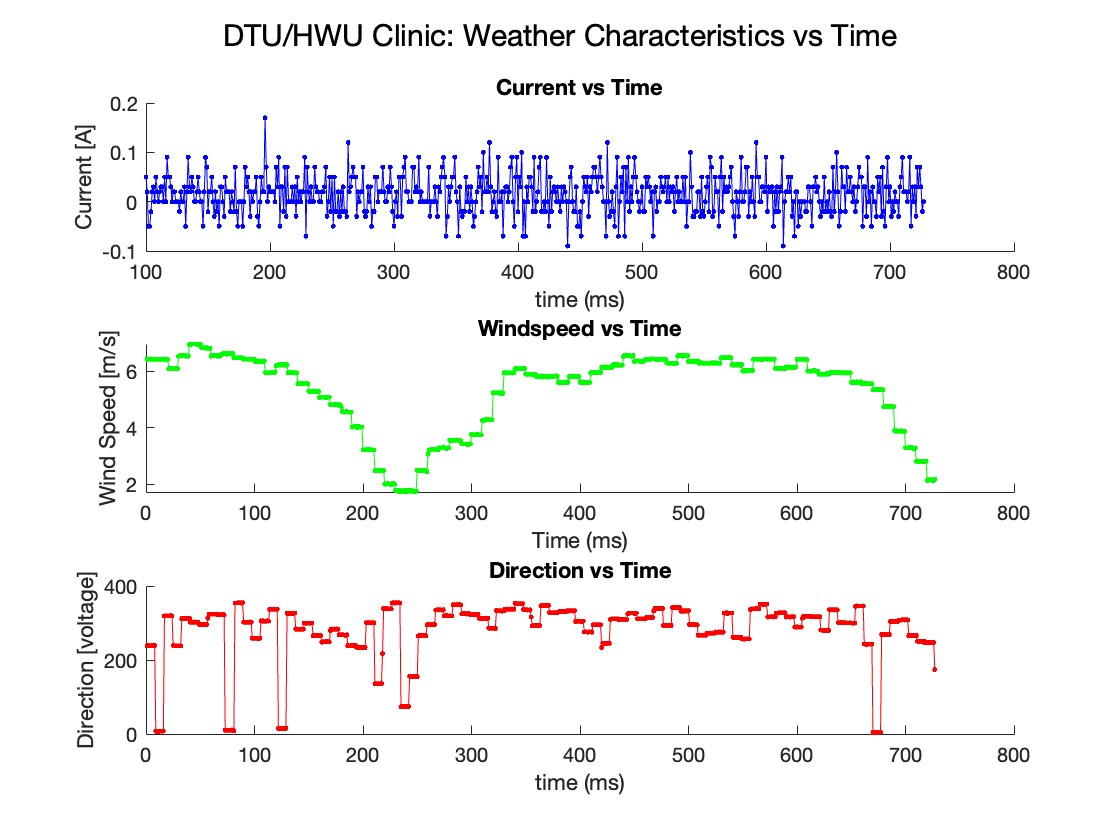 DTU/HWU Clinic: Weather Characteristics vs Time
Current vs Time
Current [A]
0.2
0.1
0
-0.1
100 200 300 400 500 600 700 800
time (ms)
Windspeed vs Time
Wind Speed [m/s]
6
4
2
0 100 200 300 400 500 600 700 800
Time (ms)
Direction vs Time
Direction [voltage]
400
200
0
0 100 200 300 400 500 600 700 800
time (ms)